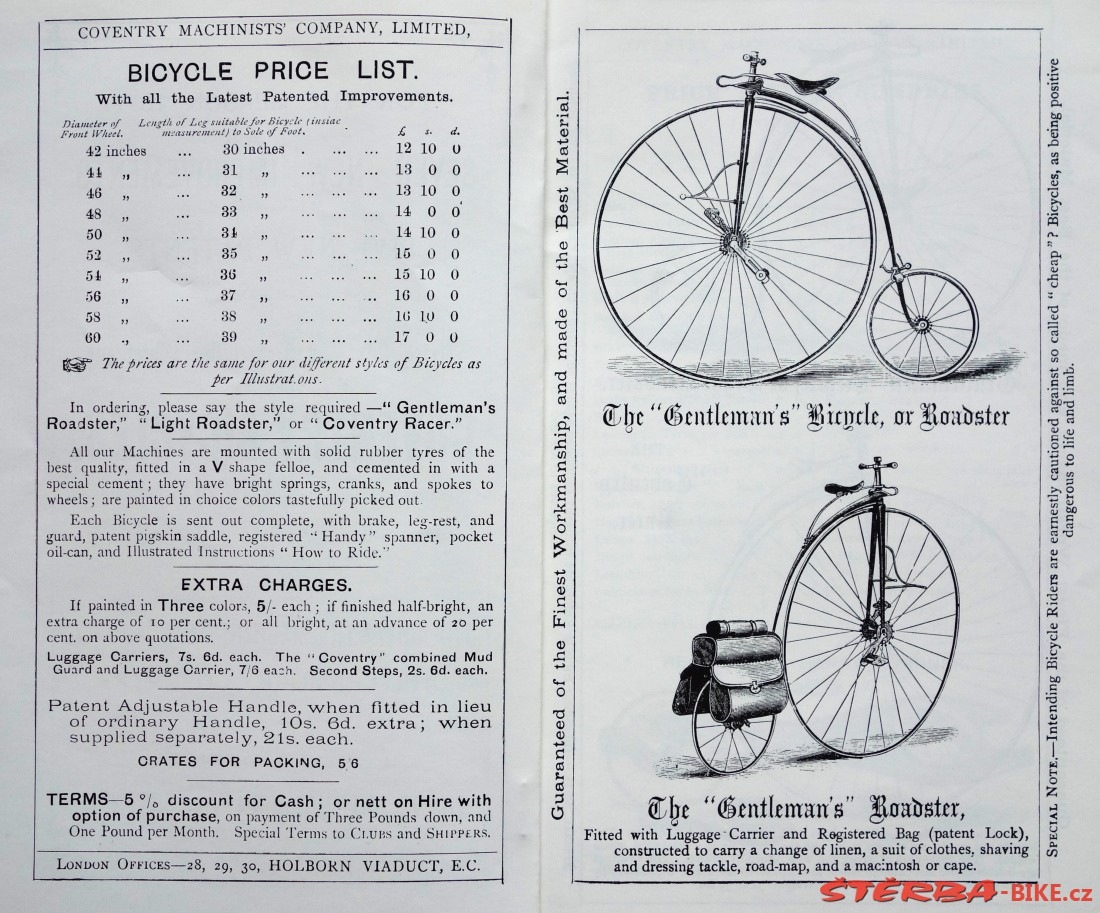 COVENTRY MACHINISTS' COMPANY, LIMITED,
BICYCLE PRICE LIST.
With all the Latest Patented Improvements.
Diameter of Front Wheel. Length of Leg suitable for Bicycle (insiae measurement) to Sole of Foot. £ s. d.
42 inches ... 30 inches . ... ... 12 10 0
44 „ ... 31 „ ... ... ... 13 0 0
46 „ ... 32 „ ... ... ... 13 10 0
48 „ ... 33 „ ... ... ... 14 0 0
50 „ ... 34 „ ... ... ... 14 10 0
52 „ ... 35 „ ... ... ... 15 0 0
54 „ ... 36 „ ... ... ... 15 10 0
56 „ ... 37 „ ... ... ... 16 0 0
58 „ ... 38 „ ... ... ... 16 10 0
60 „ ... 39 „ ... ... ... 17 0 0
☞ The prices are the same for our different styles of Bicycles as
per Illustrat.ons.
In ordering, please say the style required —" Gentleman's
Roadster," " Light Roadster," or " Coventry Racer."
All our Machines are mounted with solid rubber tyres of the
best quality, fitted in a V shape felloe, and cemented in with a
special cement ; they have bright springs, cranks, and spokes to
wheels ; are painted in choice colors tastefully picked out.
Each Bicycle is sent out complete, with brake, leg-rest, and
guard, patent pigskin saddle, registered " Handy " spanner, pocket
oil-can, and Illustrated Instructions " How to Ride."
EXTRA CHARGES.
If painted in Three colors, 5/- each ; if finished half-bright, an
extra charge of 10 per cent.; or all bright, at an advance of 20 per
cent. on above quotations.
Luggage Carriers, 7s. 6d. each. The "Coventry" combined Mud
Guard and Luggage Carrier, 7/6 each. Second Steps, 2s. 6d. each.
Patent Adjustable Handle, when fitted in lieu
of ordinary Handle, 10s. 6d. extra ; when
supplied separately, 21s. each.
CRATES FOR PACKING, 5 6
TERMS—5 % discount for Cash ; or nett on Hire with
option of purchase, on payment of Three Pounds down, and
One Pound per Month. Special Terms to CLUBS and SHIPPERS.
LONDON OFFICES—28, 29, 30, HOLBORN VIADUCT, E.C.
Guaranteed of the Finest Workmanship, and made of the Best Material.
The "Gentleman's" Bicycle, or Roadster
The "Gentleman's" Roadster,
Fitted with Luggage Carrier and Registered Bag (patent Lock),
constructed to carry a change of linen, a suit of clothes, shaving
and dressing tackle, road-map, and a macintosh or cape.
SPECIAL NOTE.—Intending Bicycle Riders are earnestly cautioned against so called " cheap "? Bicycles, as being positive
dangerous to life and limb.
ŠTĚRBA-BIKE.cz